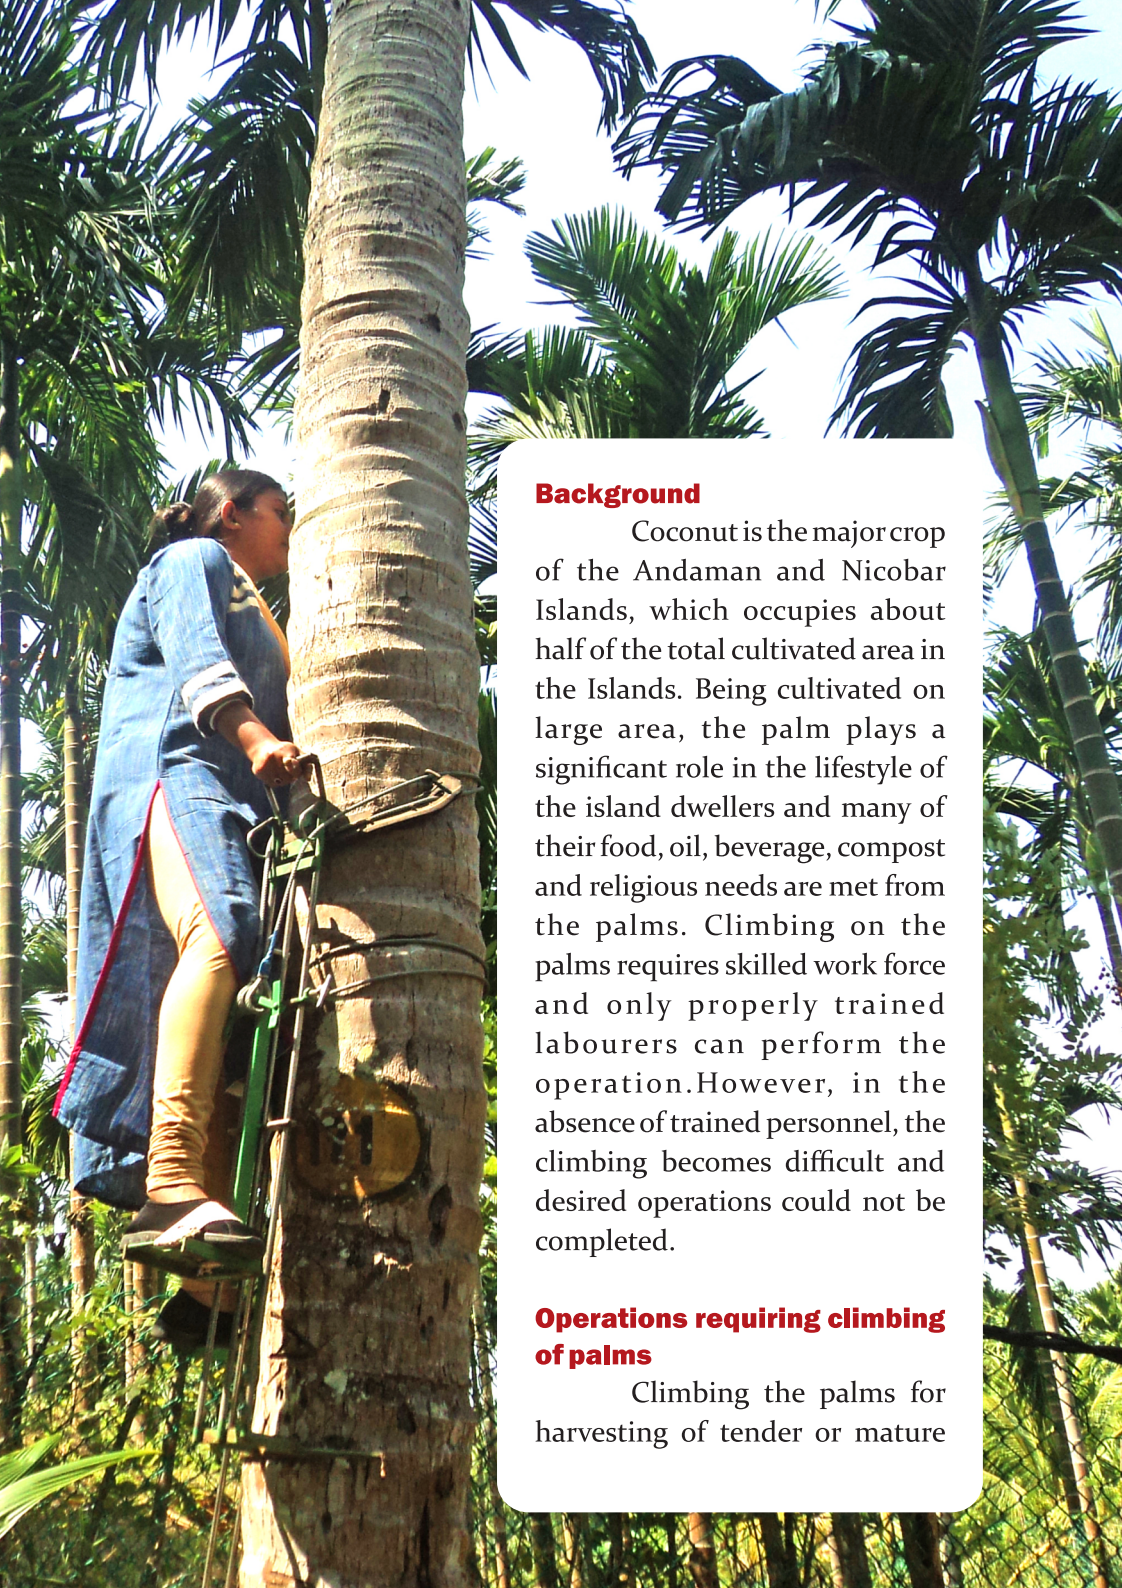 Background
Coconut is the major crop
of the Andaman and Nicobar
Islands, which occupies about
half of the total cultivated area in
the Islands. Being cultivated on
large area, the palm plays a
significant role in the lifestyle of
the island dwellers and many of
their food, oil, beverage, compost
and religious needs are met from
the palms. Climbing on the
palms requires skilled work force
and only properly trained
labourers can perform the
operation.However, in the
absence of trained personnel, the
climbing becomes difficult and
desired operations could not be
completed.
Operations requiring climbing
of palms
Climbing the palms for
harvesting of tender or mature